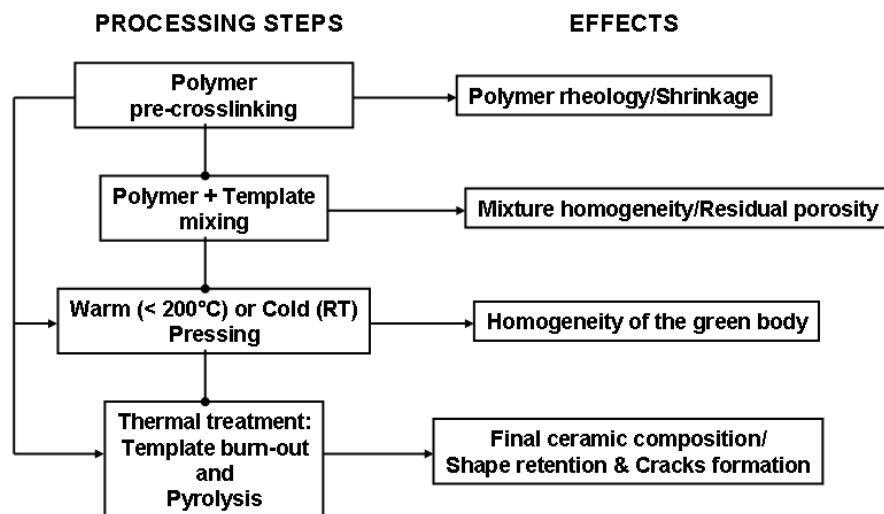 PROCESSING STEPS
EFFECTS
Polymer
pre-crosslinking
Polymer rheology/Shrinkage
Polymer + Template
mixing
Mixture homogeneity/Residual porosity
Warm (< 200°C) or Cold (RT)
Pressing
Homogeneity of the green body
Thermal treatment:
Template burn-out
and
Pyrolysis
Final ceramic composition/
Shape retention & Cracks formation